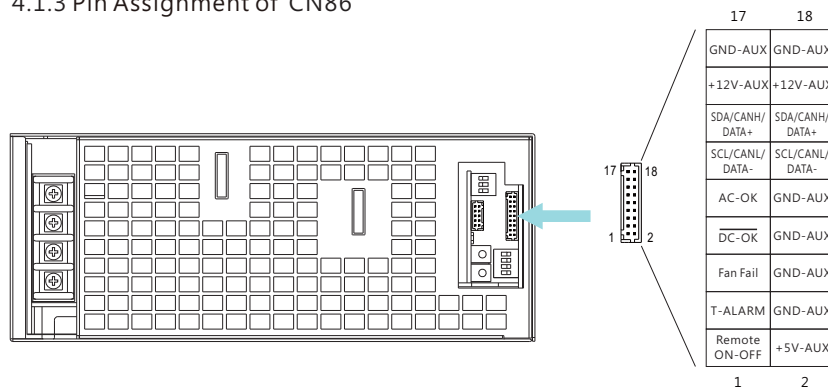 4.1.3 Pin Assignment of CN86
17 18
GND-AUX GND-AUX
+12V-AUX +12V-AUX
SDA/CANH/ SDA/CANH/
DATA+ DATA+
SCL/CANL/ SCL/CANL/
DATA- DATA-
AC-OK GND-AUX
DC-OK GND-AUX
Fan Fail GND-AUX
T-ALARM GND-AUX
Remote
ON-OFF +5V-AUX
1 2
17 18
1 2